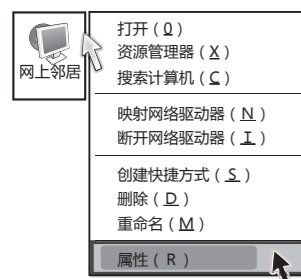 网上邻居
打开 ( 0 )
资源管理器 ( X )
搜索计算机 ( C )
映射网络驱动器 ( N )
断开网络驱动器 ( I )
创建快捷方式 ( S )
删除 ( D )
重命名 ( M )
属性 ( R )